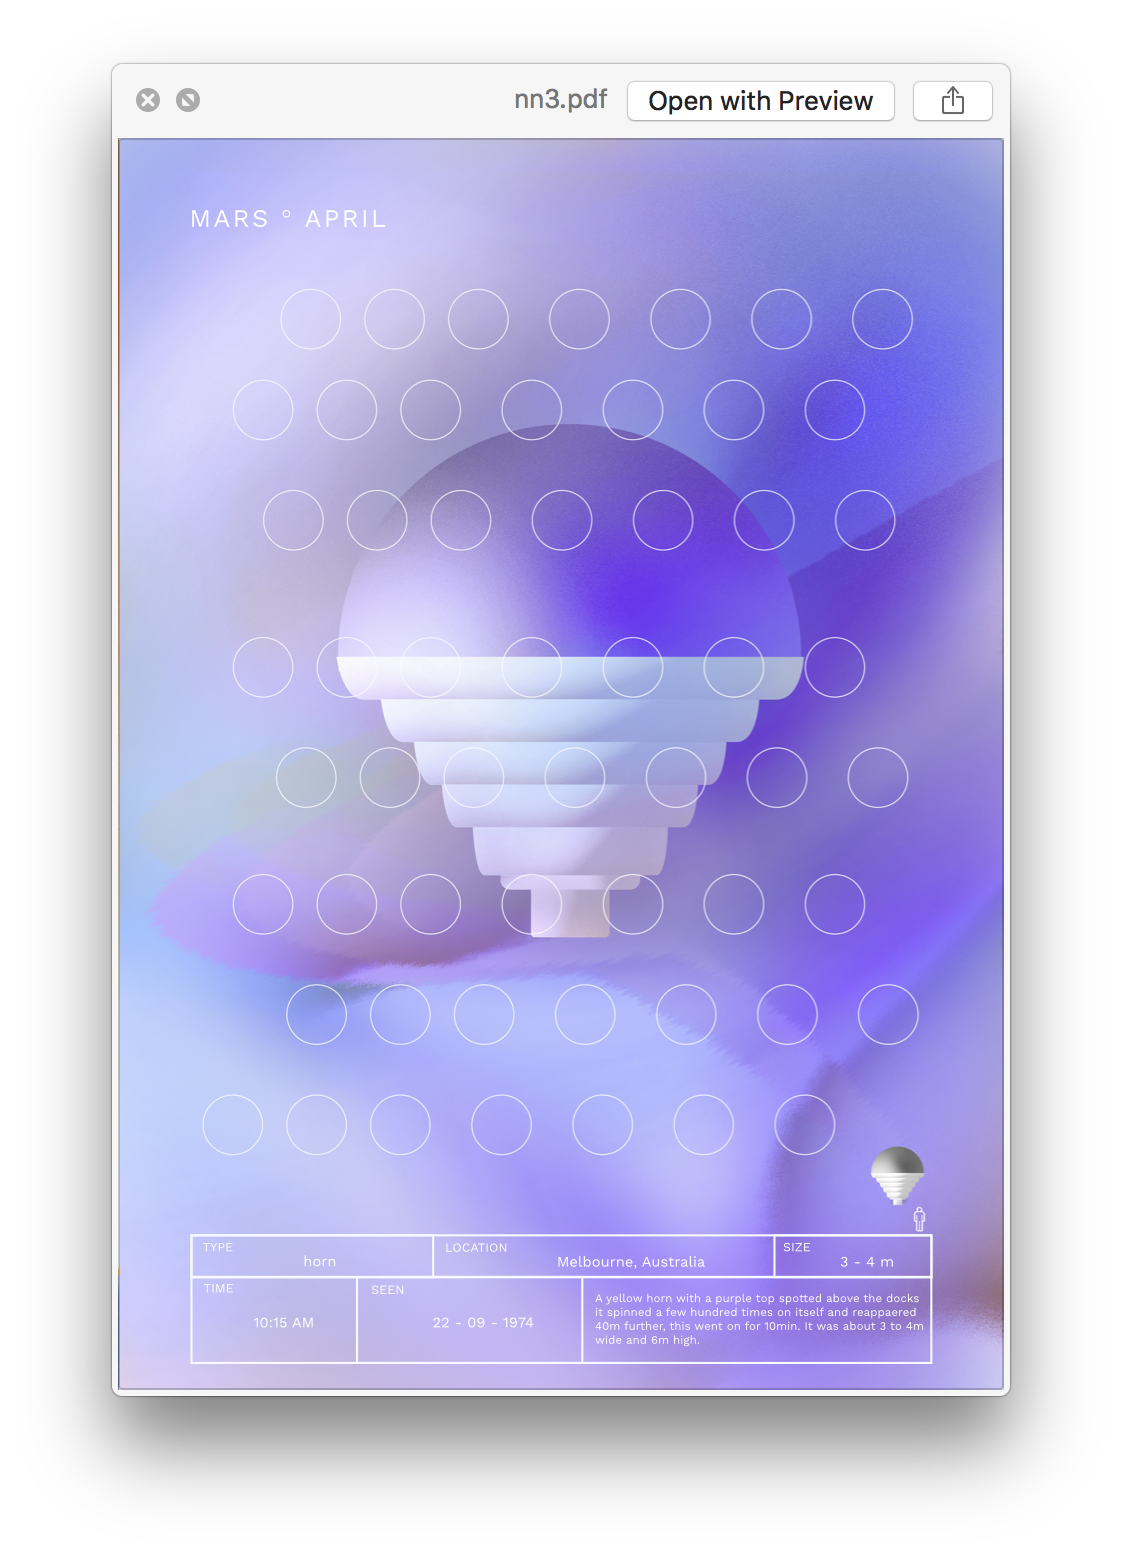 nn3.pdf
Open with Preview
MARS ° APRIL
TYPE
horn
LOCATION
Melbourne, Australia
SIZE
3 - 4 m
TIME
10:15 AM
SEEN
22 - 09 - 1974
A yellow horn with a purple top spotted above the docks
it spinned a few hundred times on itself and reappaered
40m further, this went on for 10min. It was about 3 to 4m
wide and 6m high.